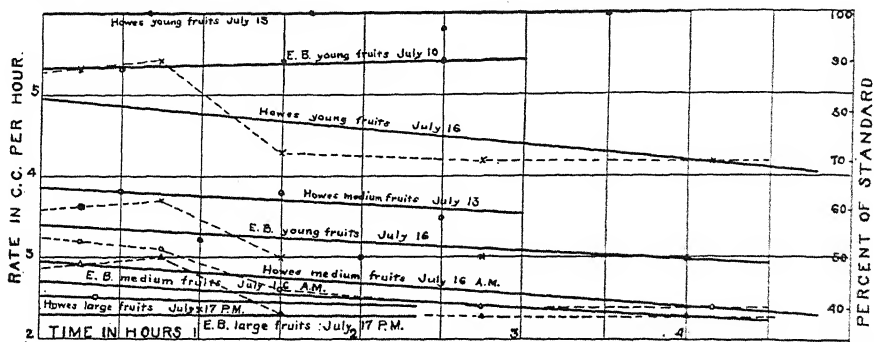 Howes young fruits July 13
100
E. B. young fruits July 10
90
RATE IN C.C. PER HOUR.
5
50
Howes young fruits July 16
PERCENT OF STANDARD
4
70
Howes medium fruits July 13
60
E.B. young fruits July 16
3
50
Howes medium fruits July 16 A.M.
E. B. medium fruits July 16 A.M.
40
Howes large fruits July 17 P.M.
2 TIME IN HOURS 1 2 3 4
E.B. large fruits : July 17 P.M.